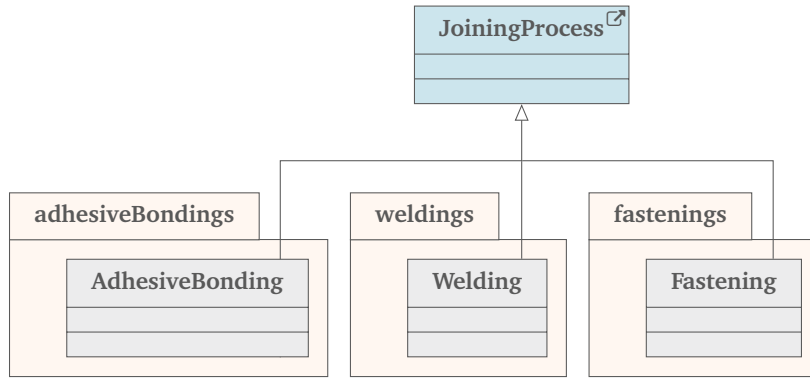 JoiningProcess
adhesiveBondings
weldings
fastenings
AdhesiveBonding
Welding
Fastening